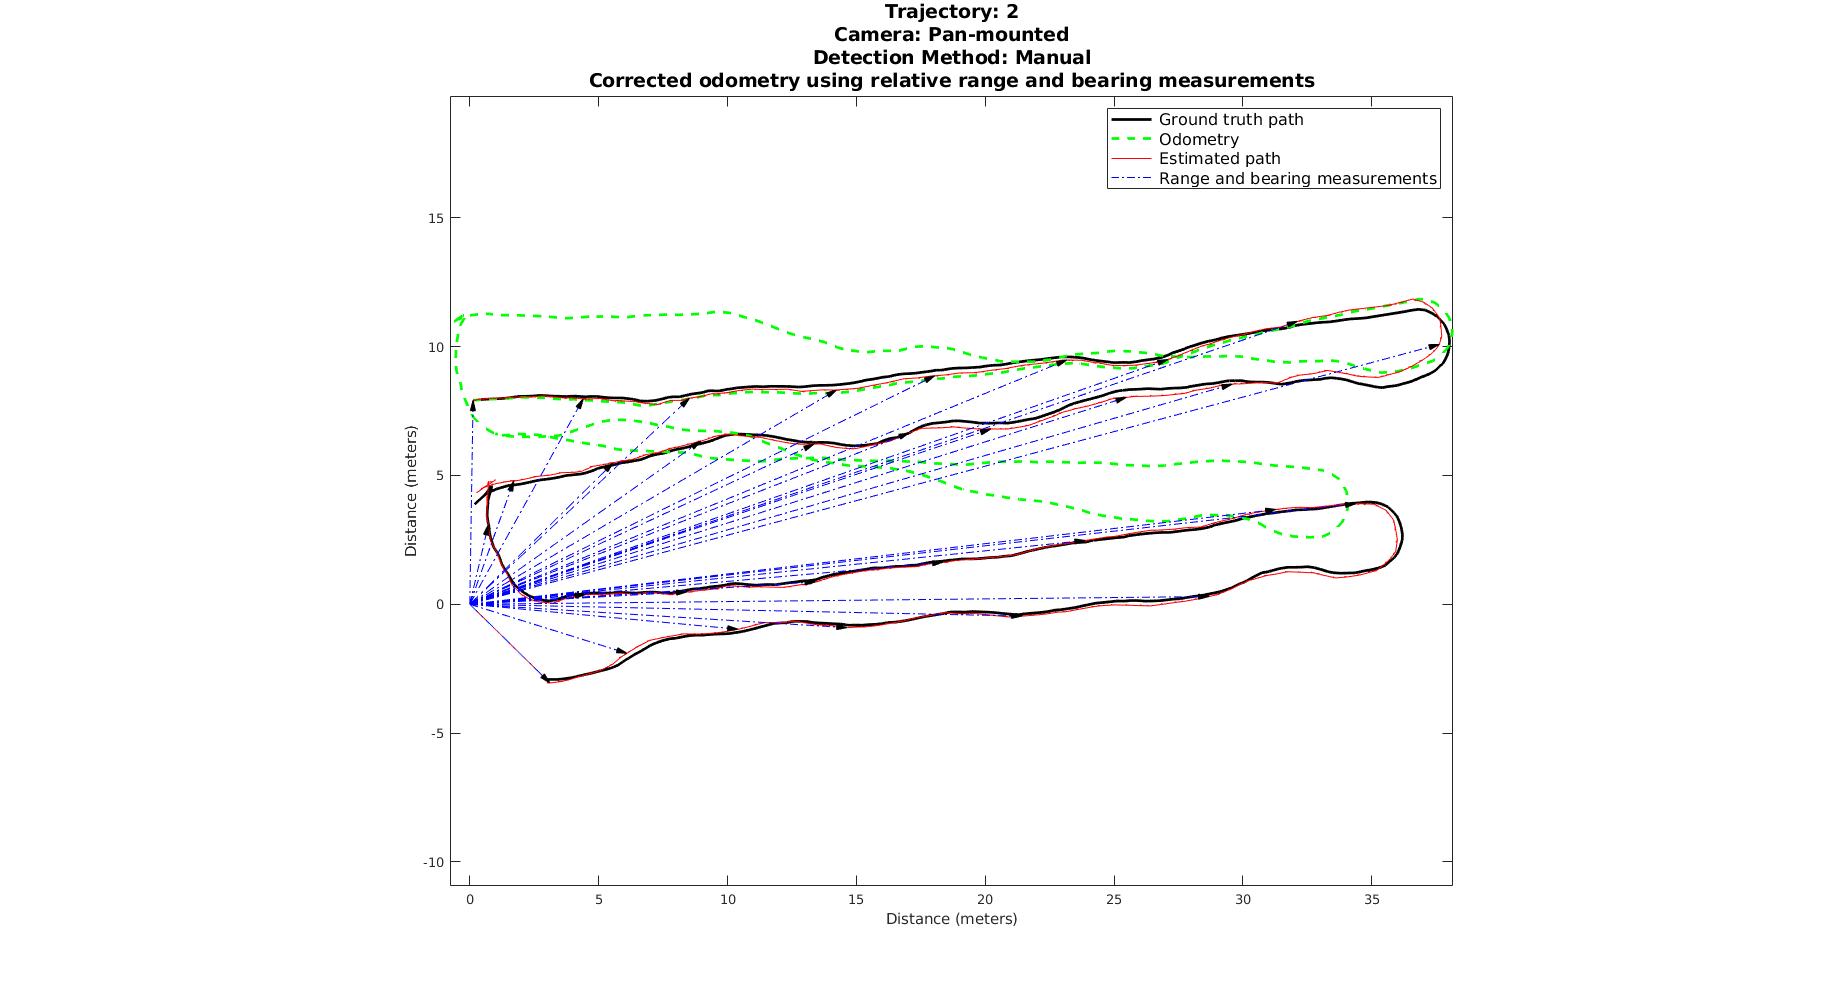 Trajectory: 2
Camera: Pan-mounted
Detection Method: Manual
Corrected odometry using relative range and bearing measurements
Ground truth path
Odometry
Estimated path
Range and bearing measurements
15
10
5
0
-5
-10
Distance (meters)
0 5 10 15 20 25 30 35
Distance (meters)